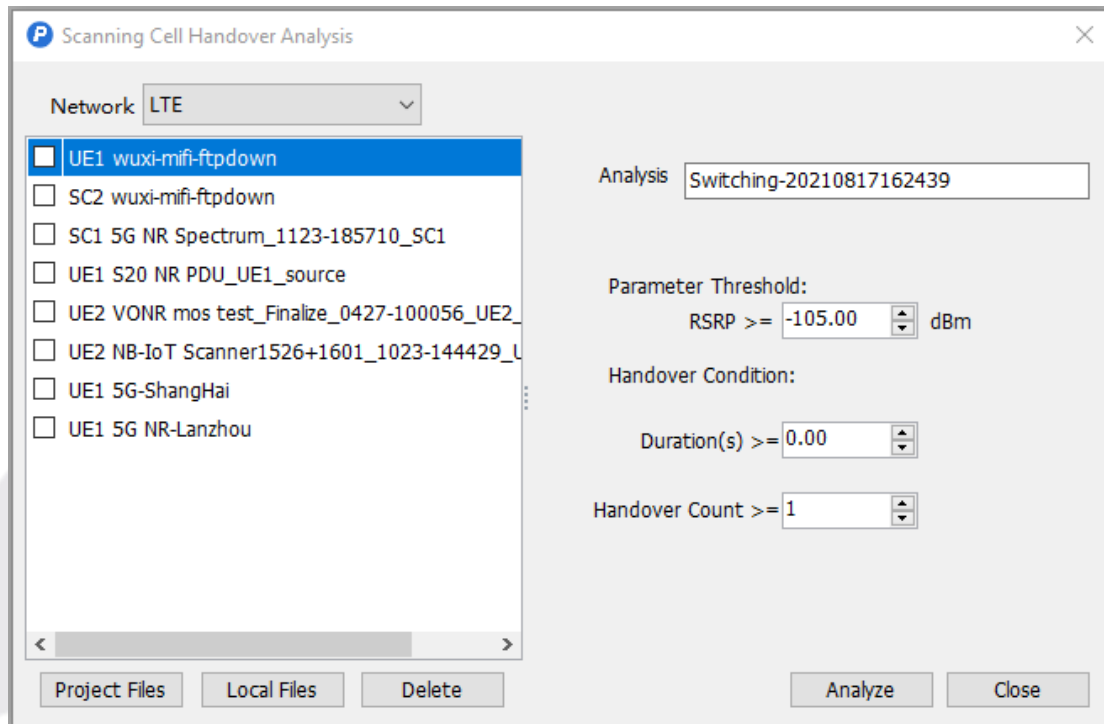 Scanning Cell Handover Analysis
Network LTE
UE1 wuxi-mifi-ftpdown
SC2 wuxi-mifi-ftpdown
SC1 5G NR Spectrum_1123-185710_SC1
UE1 S20 NR PDU_UE1_source
UE2 VONR mos test_Finalize_0427-100056_UE2_
UE2 NB-IoT Scanner1526+1601_1023-144429_U
UE1 5G-ShangHai
UE1 5G NR-Lanzhou
Project Files Local Files Delete
Analysis Switching-20210817162439
Parameter Threshold:
RSRP >= -105.00 dBm
Handover Condition:
Duration(s) >= 0.00
Handover Count >= 1
Analyze Close